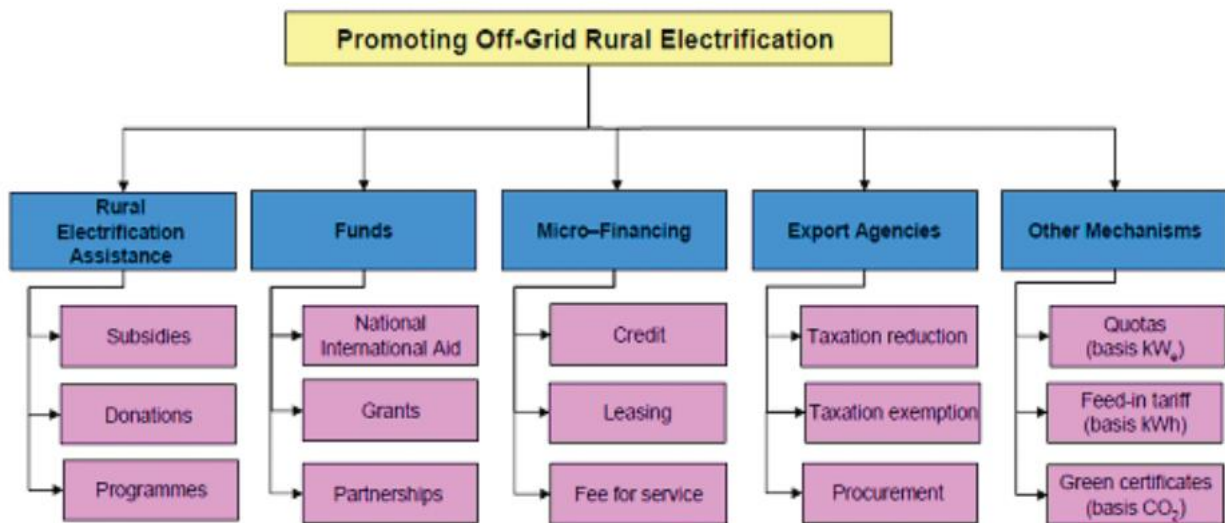 Promoting Off-Grid Rural Electrification
Rural
Electrification
Assistance
Funds
Micro–Financing
Export Agencies
Other Mechanisms
Subsidies
National
International Aid
Credit
Taxation reduction
Quotas
(basis kWₑ)
Donations
Grants
Leasing
Taxation exemption
Feed-in tariff
(basis kWh)
Programmes
Partnerships
Fee for service
Procurement
Green certificates
(basis CO₂)